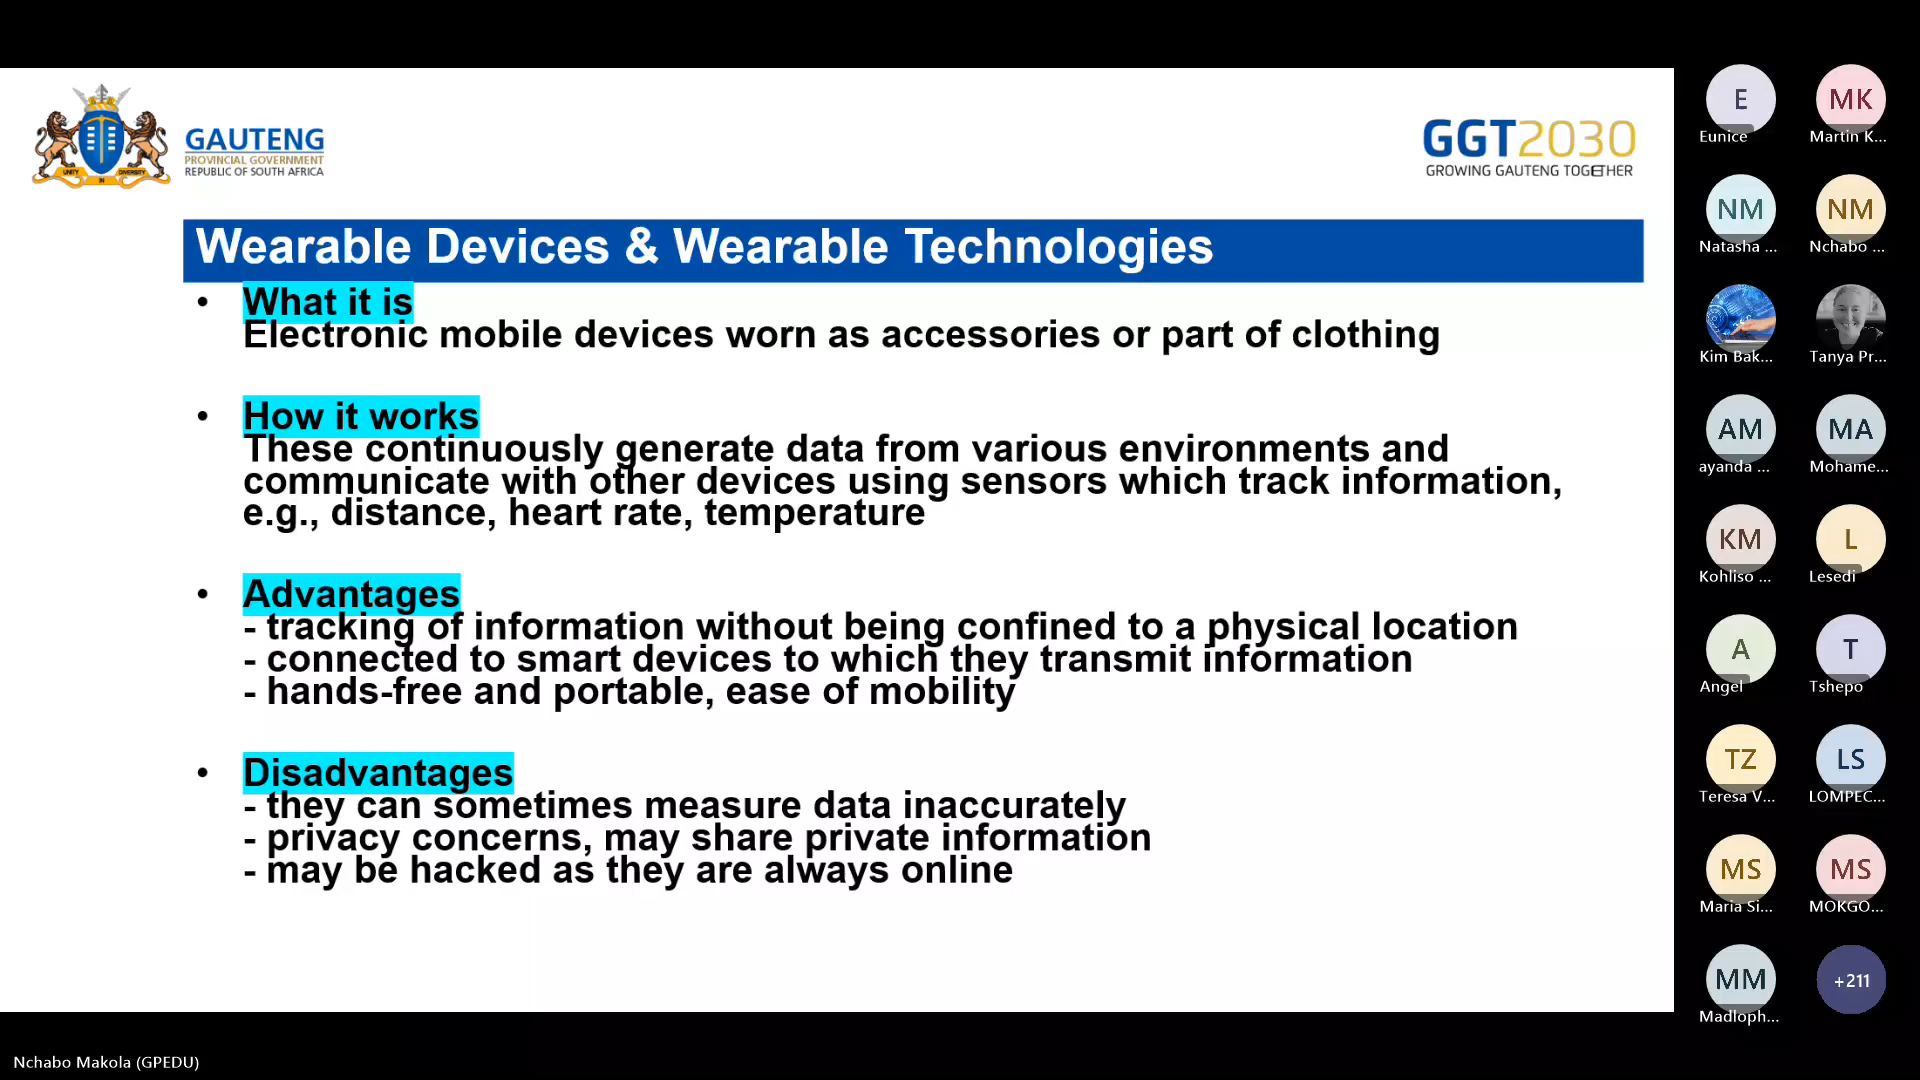 GAUTENG
PROVINCIAL GOVERNMENT
REPUBLIC OF SOUTH AFRICA
UNITY IN DIVERSITY
GGT2030
GROWING GAUTENG TOGETHER
Wearable Devices & Wearable Technologies
• What it is
Electronic mobile devices worn as accessories or part of clothing
• How it works
These continuously generate data from various environments and
communicate with other devices using sensors which track information,
e.g., distance, heart rate, temperature
• Advantages
- tracking of information without being confined to a physical location
- connected to smart devices to which they transmit information
- hands-free and portable, ease of mobility
• Disadvantages
- they can sometimes measure data inaccurately
- privacy concerns, may share private information
- may be hacked as they are always online
E MK
Eunice Martin K...
NM NM
Natasha ... Nchabo ...
Kim Bak... Tanya Pr...
AM MA
ayanda ... Mohame...
KM L
Kohliso ... Lesedi
A T
Angel Tshepo
TZ LS
Teresa V... LOMPEC...
MS MS
Maria Si... MOKGO...
MM +211
Madloph...
Nchabo Makola (GPEDU)